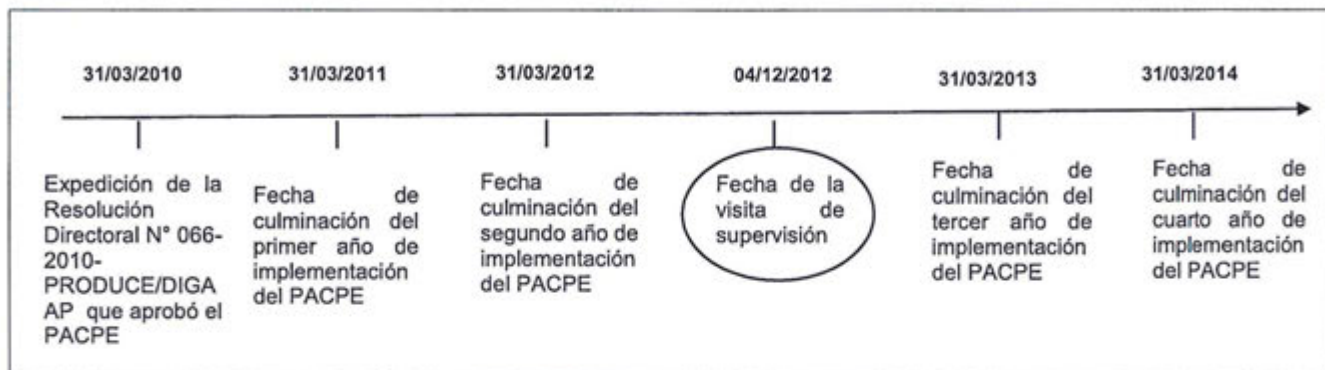 31/03/2010 31/03/2011 31/03/2012 04/12/2012 31/03/2013 31/03/2014
Expedición de la
Resolución
Directoral N° 066-
2010-
PRODUCE/DIGA
AP que aprobó el
PACPE
Fecha de
culminación del
primer año de
implementación
del PACPE
Fecha de
culminación del
segundo año de
implementación
del PACPE
Fecha de la
visita de
supervisión
Fecha de
culminación del
tercer año de
implementación
del PACPE
Fecha de
culminación del
cuarto año de
implementación
del PACPE